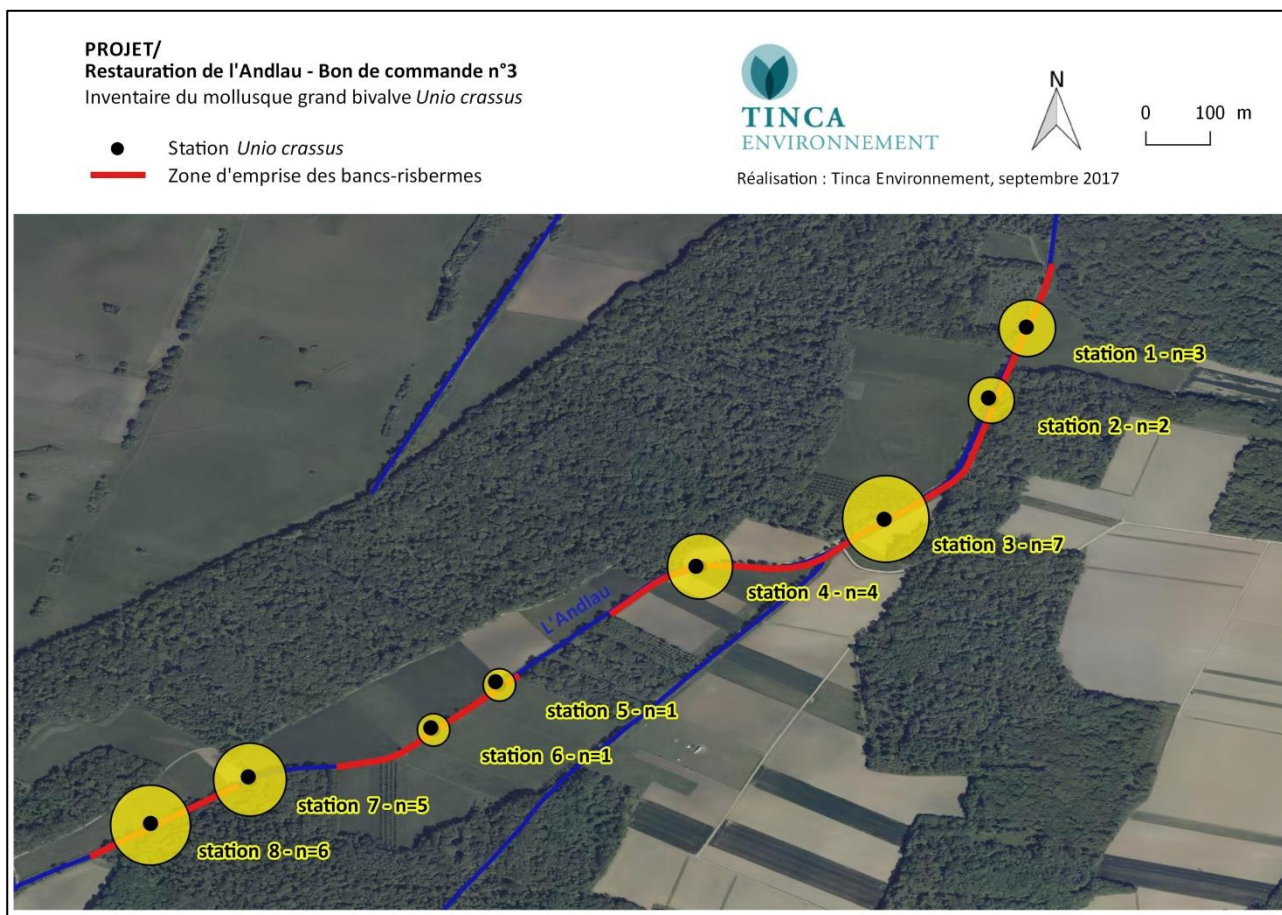 PROJET/
Restauration de l'Andlau - Bon de commande n°3
Inventaire du mollusque grand bivalve Unio crassus
Station Unio crassus
Zone d'emprise des bancs-risbermes
TINCA
ENVIRONNEMENT
Réalisation : Tinca Environnement, septembre 2017
N
0 100 m
station 1 - n=3
station 2 - n=2
station 3 - n=7
station 4 - n=4
L'Andlau
station 5 - n=1
station 6 - n=1
station 7 - n=5
station 8 - n=6